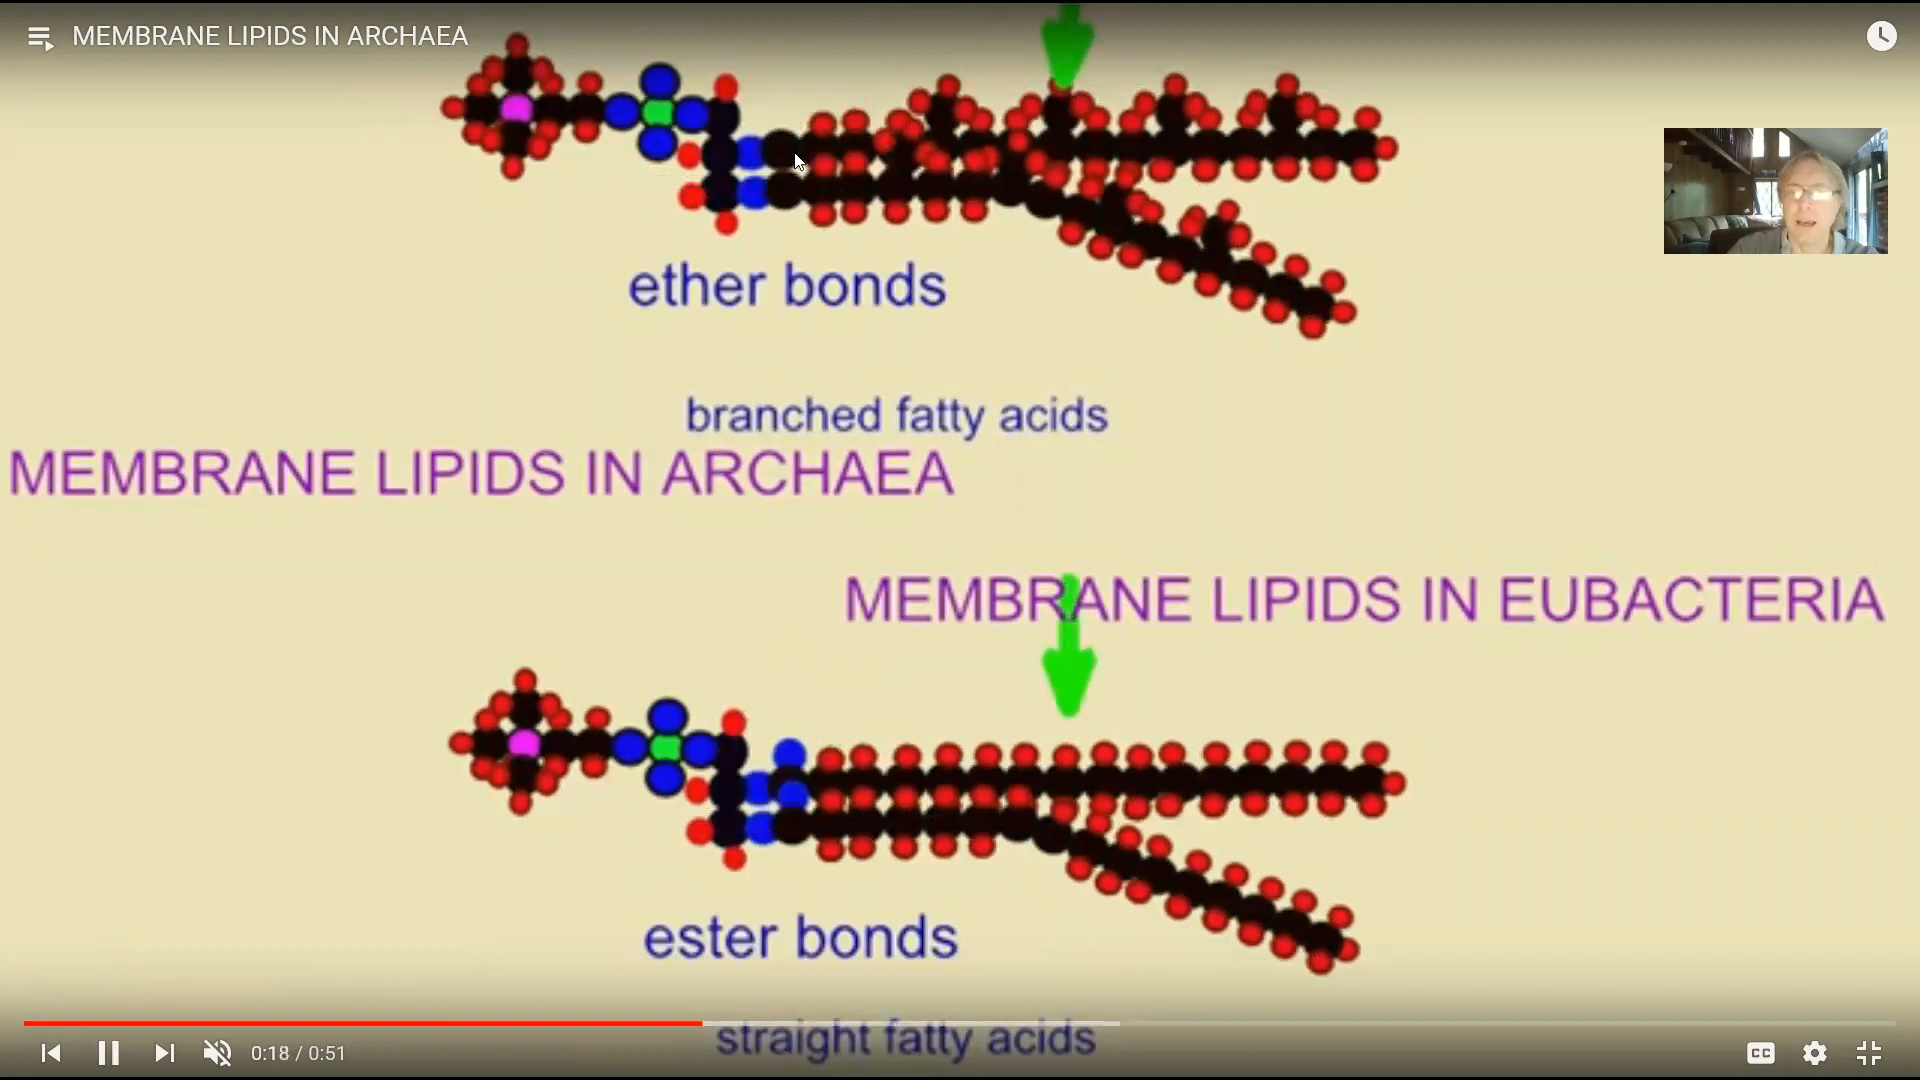 MEMBRANE LIPIDS IN ARCHAEA
ether bonds
branched fatty acids
MEMBRANE LIPIDS IN ARCHAEA
MEMBRANE LIPIDS IN EUBACTERIA
ester bonds
straight fatty acids
0:18 / 0:51
CC